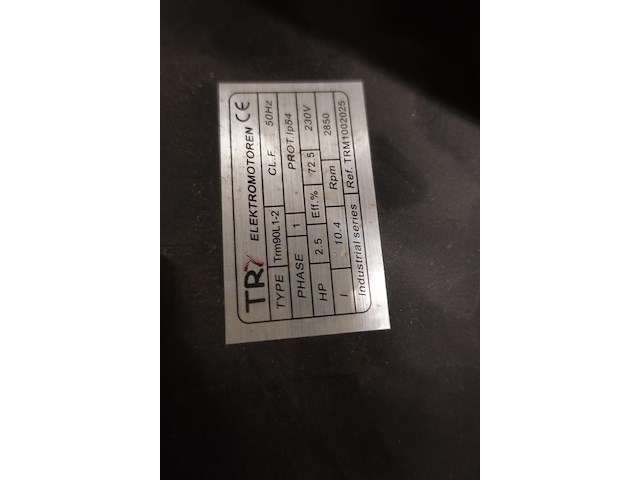 TRY ELEKTROMOTOREN CE
TYPE Trm90L1-2 CL.F. 50Hz
PHASE 1 PROT.Ip54
HP 2.5 Eff.% 72.5 230V
I 10.4 Rpm 2850
Industrial series Ref. TRM1002025